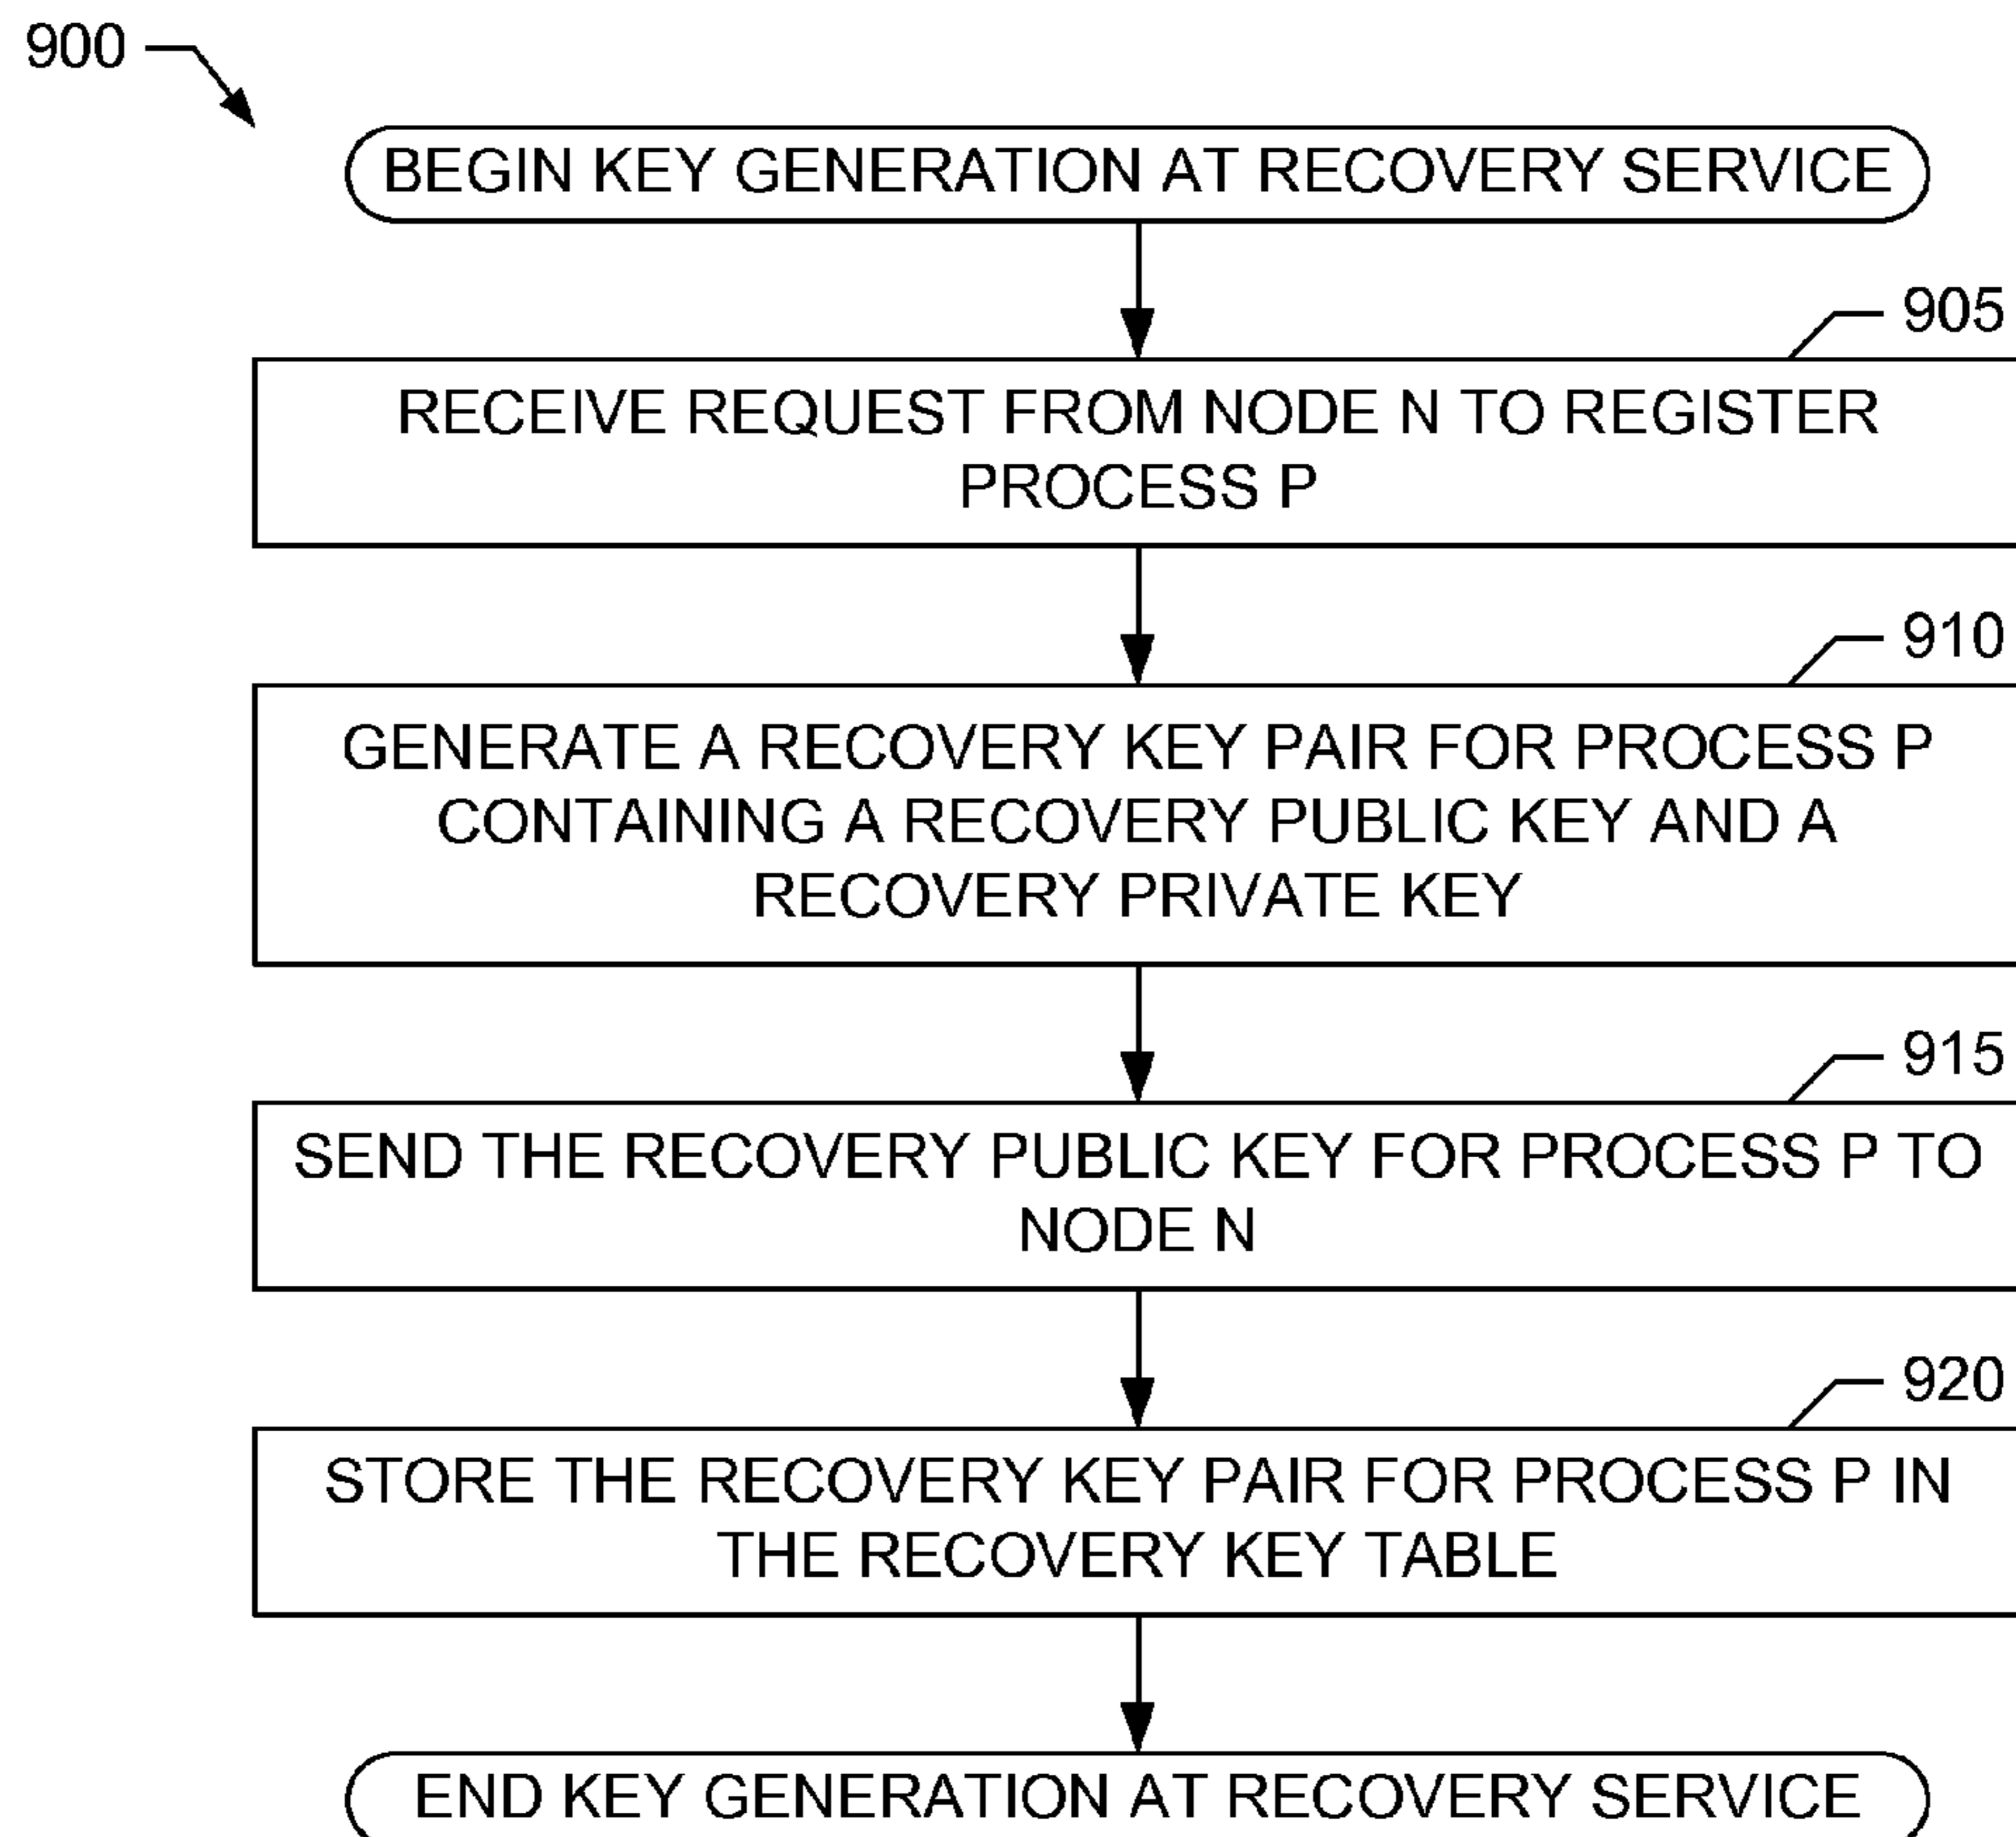 900
BEGIN KEY GENERATION AT RECOVERY SERVICE
905
RECEIVE REQUEST FROM NODE N TO REGISTER
PROCESS P
910
GENERATE A RECOVERY KEY PAIR FOR PROCESS P
CONTAINING A RECOVERY PUBLIC KEY AND A
RECOVERY PRIVATE KEY
915
SEND THE RECOVERY PUBLIC KEY FOR PROCESS P TO
NODE N
920
STORE THE RECOVERY KEY PAIR FOR PROCESS P IN
THE RECOVERY KEY TABLE
END KEY GENERATION AT RECOVERY SERVICE